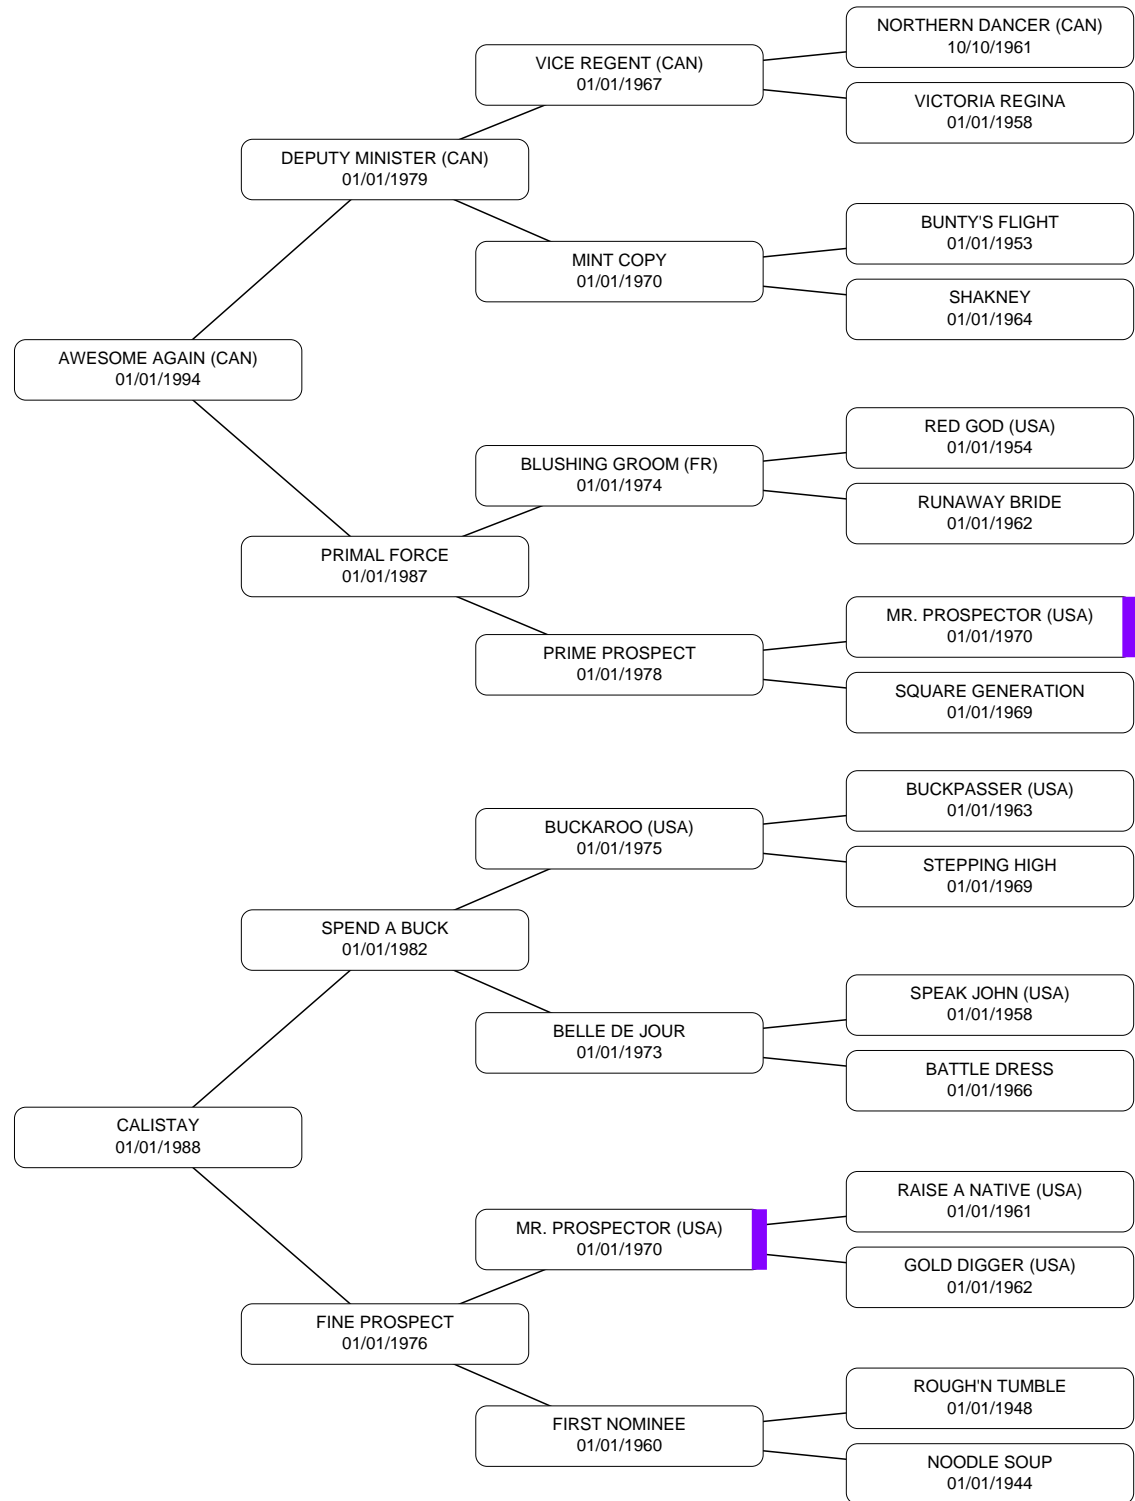 NORTHERN DANCER (CAN)
10/10/1961
VICE REGENT (CAN)
01/01/1967
VICTORIA REGINA
01/01/1958
DEPUTY MINISTER (CAN)
01/01/1979
BUNTY'S FLIGHT
01/01/1953
MINT COPY
01/01/1970
SHAKNEY
01/01/1964
AWESOME AGAIN (CAN)
01/01/1994
RED GOD (USA)
01/01/1954
BLUSHING GROOM (FR)
01/01/1974
RUNAWAY BRIDE
01/01/1962
PRIMAL FORCE
01/01/1987
MR. PROSPECTOR (USA)
01/01/1970
PRIME PROSPECT
01/01/1978
SQUARE GENERATION
01/01/1969
BUCKPASSER (USA)
01/01/1963
BUCKAROO (USA)
01/01/1975
STEPPING HIGH
01/01/1969
SPEND A BUCK
01/01/1982
SPEAK JOHN (USA)
01/01/1958
BELLE DE JOUR
01/01/1973
BATTLE DRESS
01/01/1966
CALISTAY
01/01/1988
RAISE A NATIVE (USA)
01/01/1961
MR. PROSPECTOR (USA)
01/01/1970
GOLD DIGGER (USA)
01/01/1962
FINE PROSPECT
01/01/1976
ROUGH'N TUMBLE
01/01/1948
FIRST NOMINEE
01/01/1960
NOODLE SOUP
01/01/1944